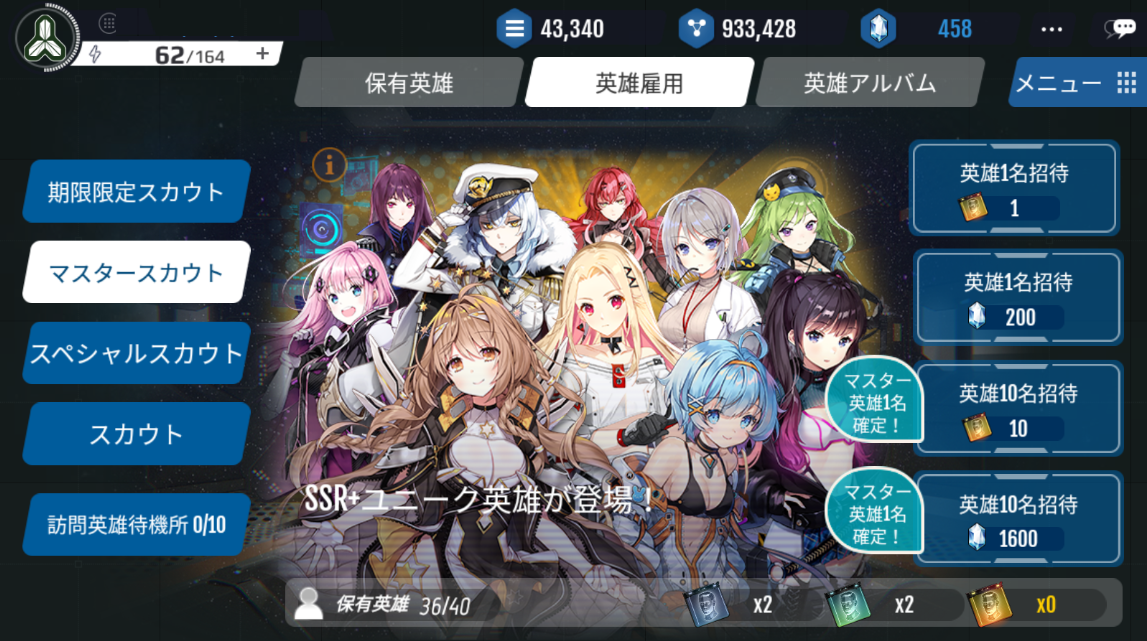 62/164 +
43,340
933,428
458
保有英雄
英雄雇用
英雄アルバム
メニュー
期限限定スカウト
マスタースカウト
スペシャルスカウト
スカウト
訪問英雄待機所 0/10
i
SSR+ユニーク英雄が登場！
英雄1名招待
1
英雄1名招待
200
マスター
英雄1名
確定！
英雄10名招待
10
マスター
英雄1名
確定！
英雄10名招待
1600
保有英雄 36/40
x2
x2
x0